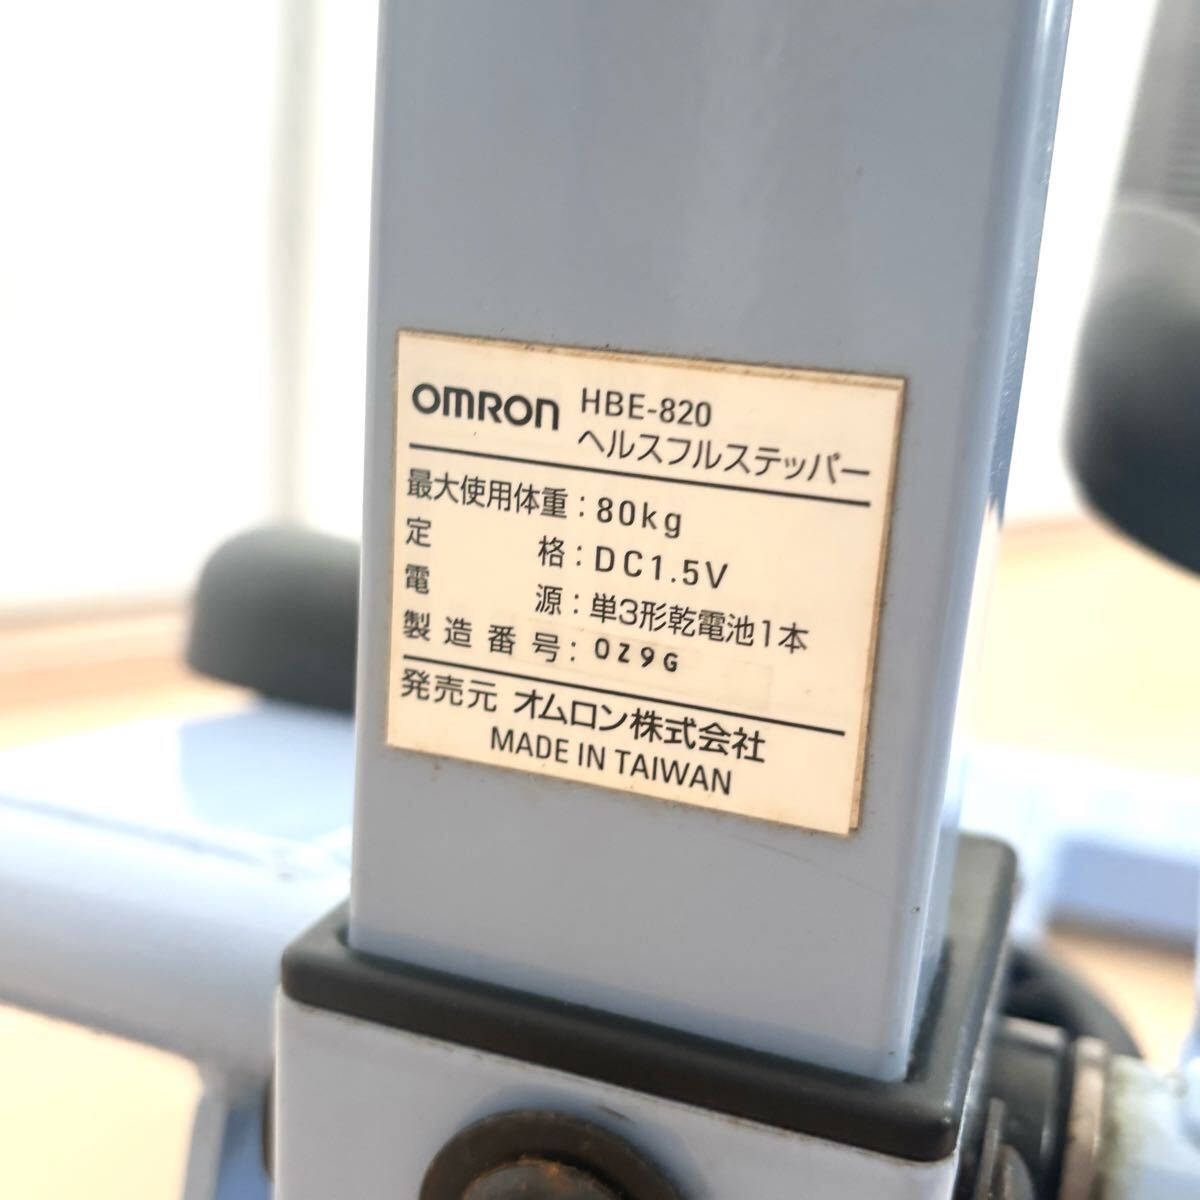 OMRON HBE-820
ヘルスフルステッパー
最大使用体重：80kg
定格：DC1.5V
電源：単3形乾電池1本
製造番号：0Z9G
発売元 オムロン株式会社
MADE IN TAIWAN